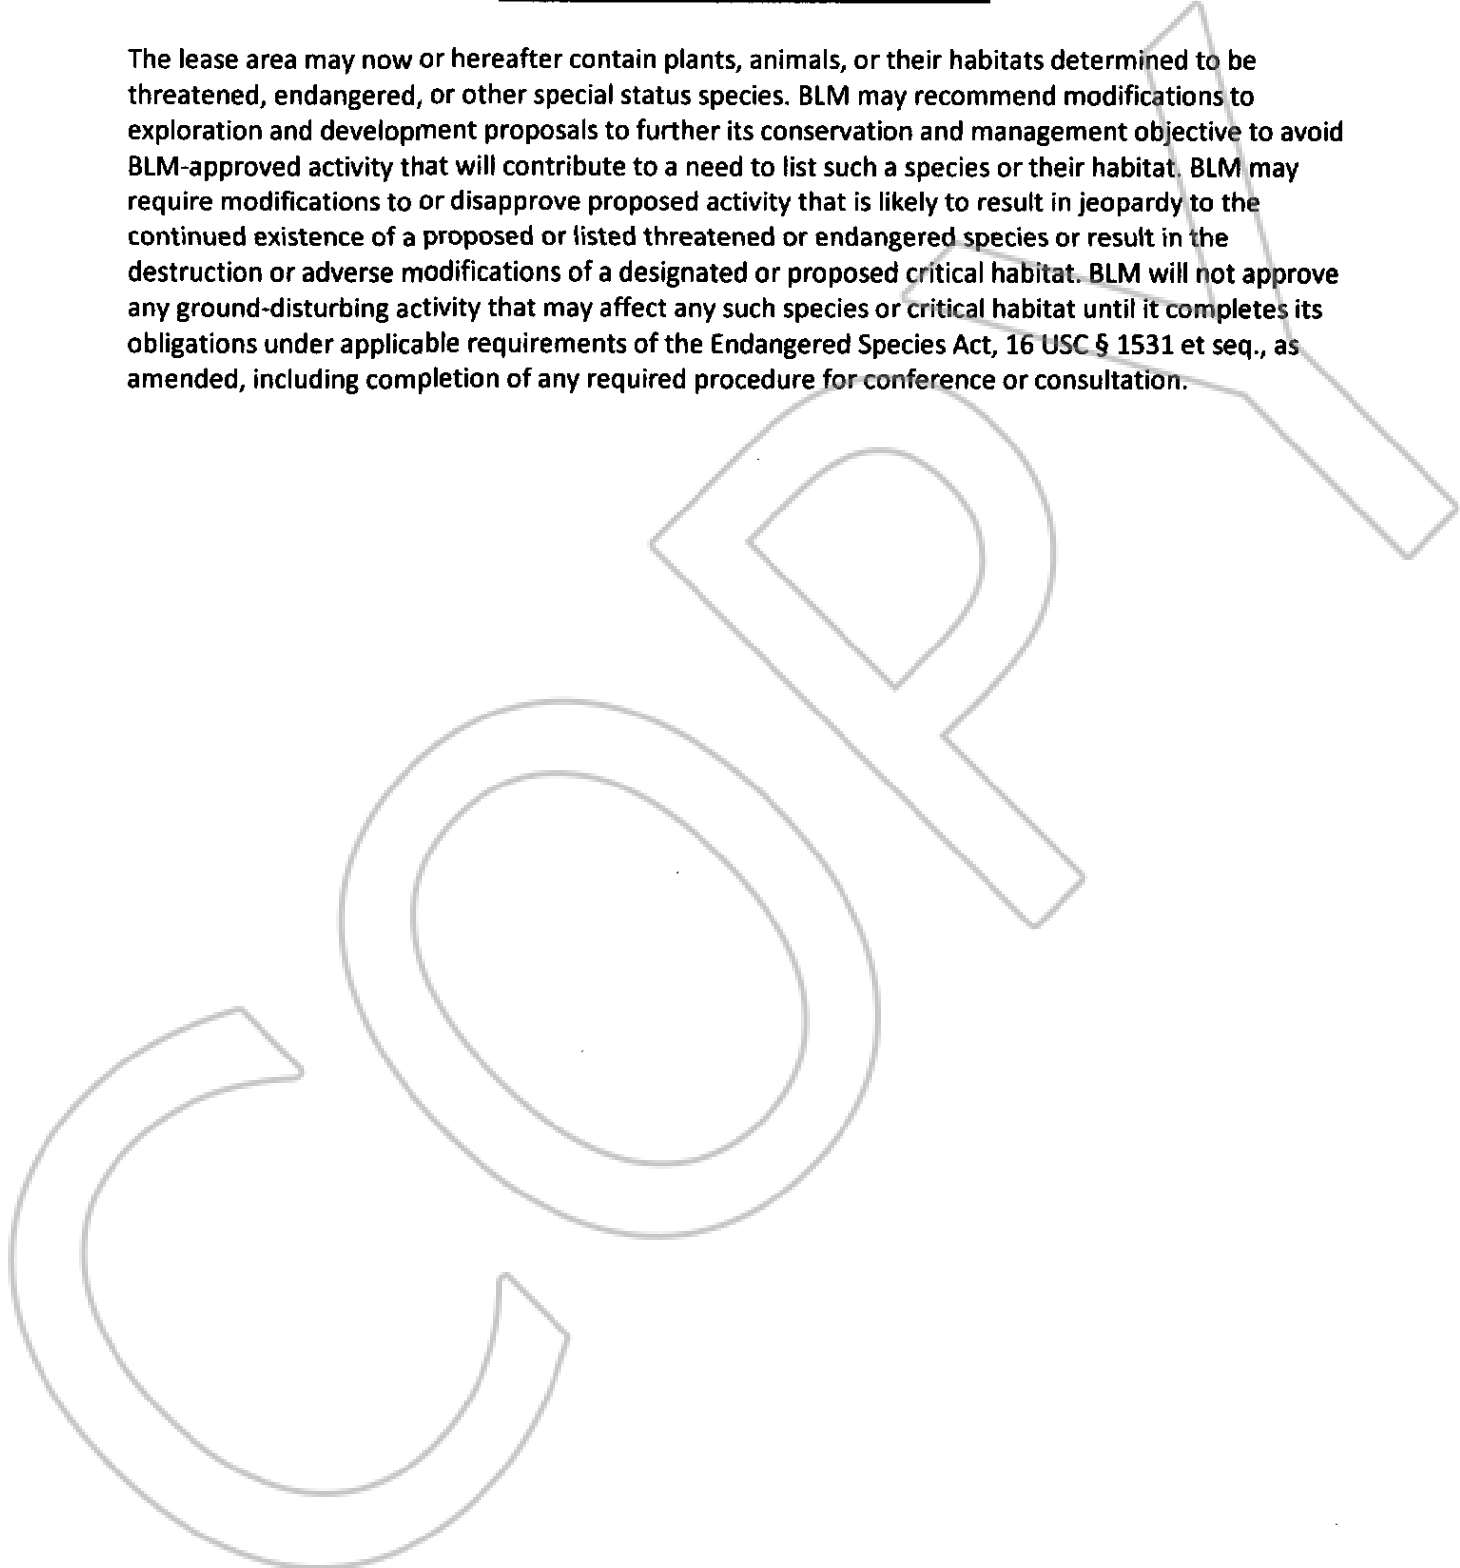 The lease area may now or hereafter contain plants, animals, or their habitats determined to be
threatened, endangered, or other special status species. BLM may recommend modifications to
exploration and development proposals to further its conservation and management objective to avoid
BLM-approved activity that will contribute to a need to list such a species or their habitat. BLM may
require modifications to or disapprove proposed activity that is likely to result in jeopardy to the
continued existence of a proposed or listed threatened or endangered species or result in the
destruction or adverse modifications of a designated or proposed critical habitat. BLM will not approve
any ground-disturbing activity that may affect any such species or critical habitat until it completes its
obligations under applicable requirements of the Endangered Species Act, 16 USC § 1531 et seq., as
amended, including completion of any required procedure for conference or consultation.
COPY